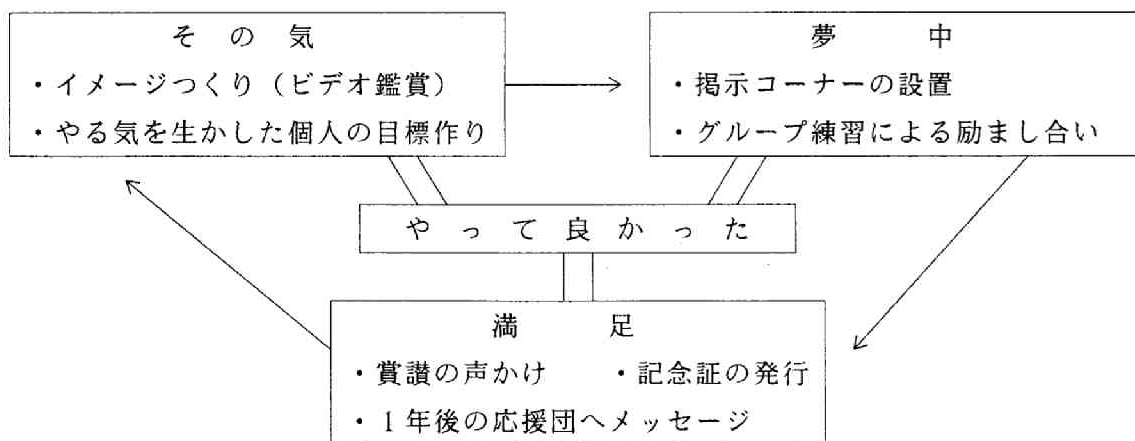 その気
・イメージつくり（ビデオ鑑賞）
・やる気を生かした個人の目標作り
夢中
・掲示コーナーの設置
・グループ練習による励まし合い
やって良かった
満足
・賞讃の声かけ　・記念証の発行
・１年後の応援団へメッセージ